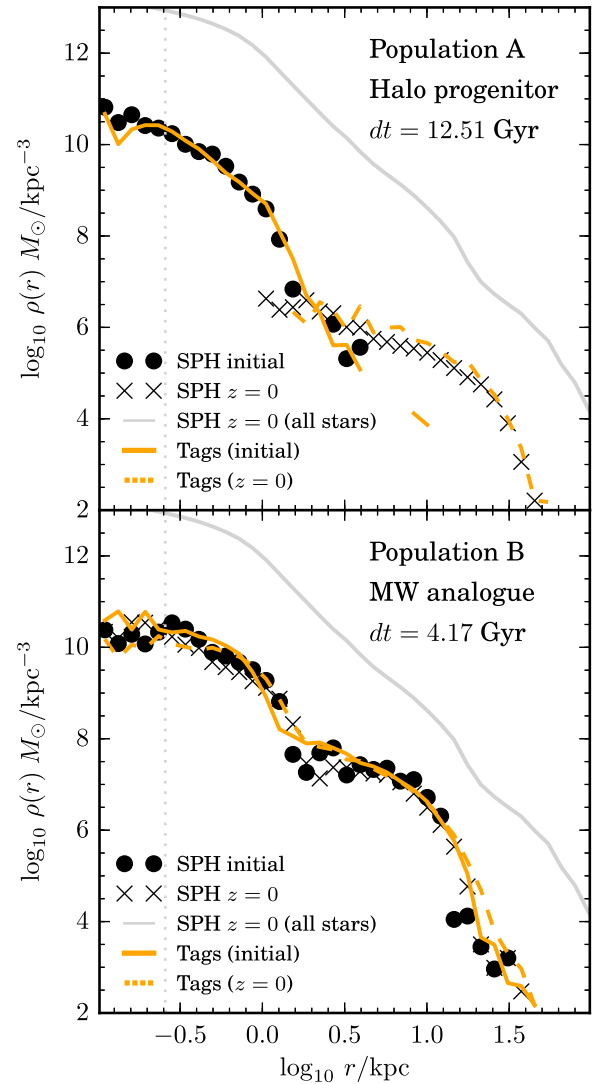 12
10
8
6
4
2
log₁₀ ρ(r) M⊙/kpc⁻³
Population A
Halo progenitor
dt = 12.51 Gyr
SPH initial
SPH z = 0
SPH z = 0 (all stars)
Tags (initial)
Tags (z = 0)
12
10
8
6
4
2
log₁₀ ρ(r) M⊙/kpc⁻³
Population B
MW analogue
dt = 4.17 Gyr
SPH initial
SPH z = 0
SPH z = 0 (all stars)
Tags (initial)
Tags (z = 0)
−0.5 0.0 0.5 1.0 1.5
log₁₀ r/kpc